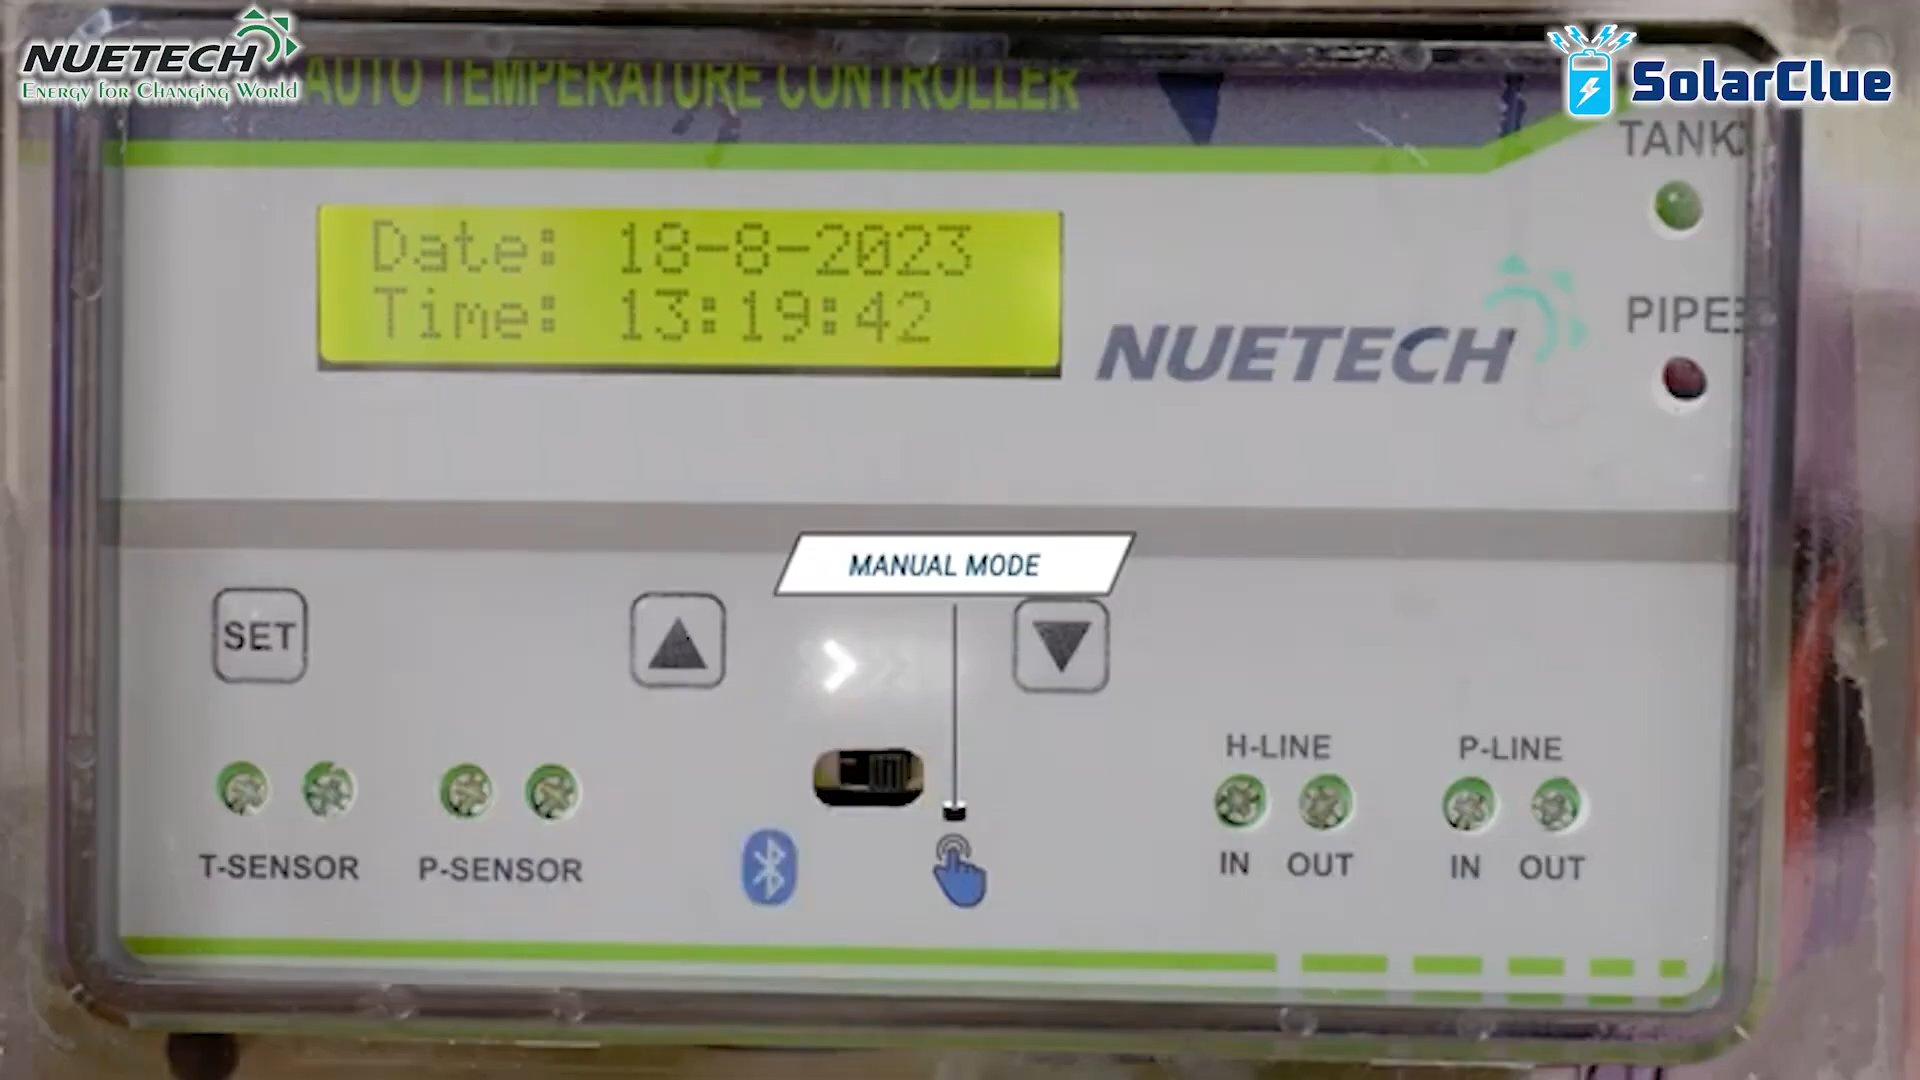 NUETECH
ENERGY FOR CHANGING WORLD
SolarClue
AUTO TEMPERATURE CONTROLLER
TANK
Date: 18-8-2023
Time: 13:19:42
PIPE
NUETECH
MANUAL MODE
SET
H-LINE P-LINE
T-SENSOR P-SENSOR
IN OUT IN OUT